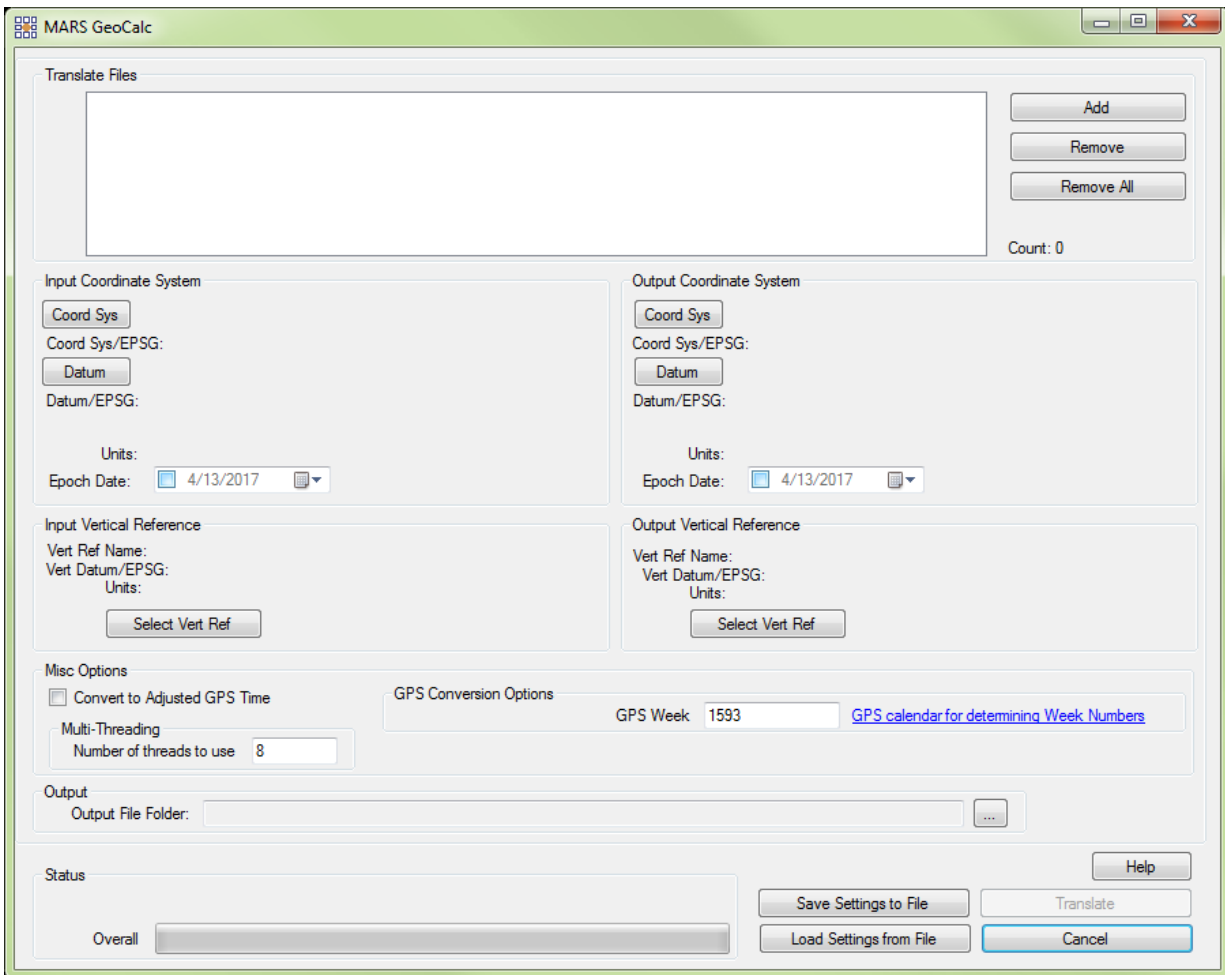 MARS GeoCalc
Translate Files
Add
Remove
Remove All
Count: 0
Input Coordinate System
Coord Sys
Coord Sys/EPSG:
Datum
Datum/EPSG:
Units:
Epoch Date: 4/13/2017
Output Coordinate System
Coord Sys
Coord Sys/EPSG:
Datum
Datum/EPSG:
Units:
Epoch Date: 4/13/2017
Input Vertical Reference
Vert Ref Name:
Vert Datum/EPSG:
Units:
Select Vert Ref
Output Vertical Reference
Vert Ref Name:
Vert Datum/EPSG:
Units:
Select Vert Ref
Misc Options
Convert to Adjusted GPS Time
Multi-Threading
Number of threads to use 8
GPS Conversion Options
GPS Week 1593 GPS calendar for determining Week Numbers
Output
Output File Folder: ...
Status
Overall
Help
Save Settings to File Translate
Load Settings from File Cancel